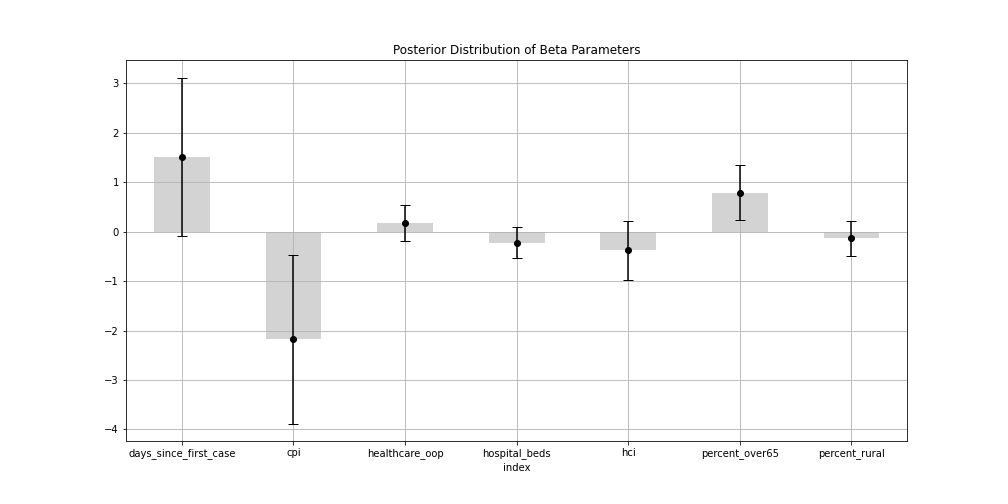 Posterior Distribution of Beta Parameters
3
2
1
0
−1
−2
−3
−4
days_since_first_case cpi healthcare_oop hospital_beds hci percent_over65 percent_rural
index